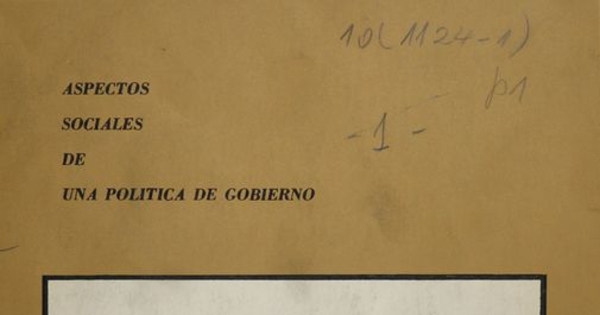 10(1124-1)
p1
ASPECTOS
SOCIALES
-1-
DE
UNA POLITICA DE GOBIERNO